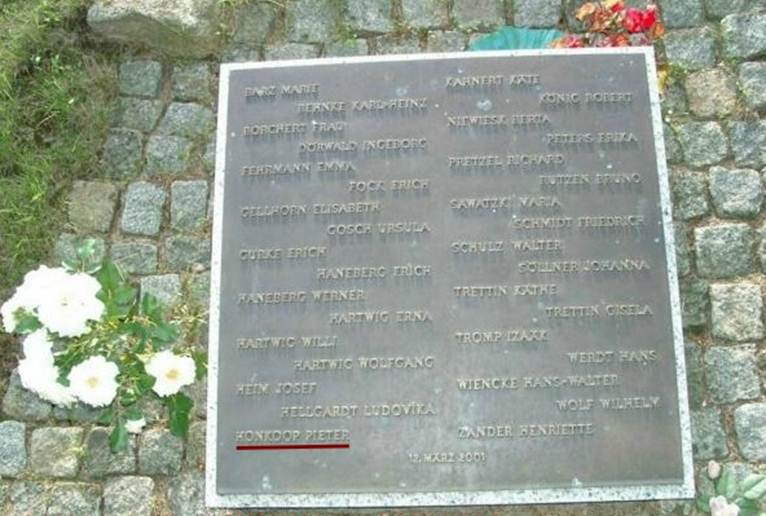 BARZ MARIE
BEHNKE KARL-HEINZ
BORCHERT FRAU
DÖRWALD INGEBORG
FEHRMANN EMMA
FOCK ERICH
GELLHORN ELISABETH
GOSCH URSULA
GURKE ERICH
HANEBERG ERICH
HANEBERG WERNER
HARTWIG ERNA
HARTWIG WILLI
HARTWIG WOLFGANG
HEIM JOSEF
HELLGARDT LUDOVIKA
HONKOOP PIETER
KAHNERT KÄTE
KÖNIG ROBERT
NIEWIESK BERTA
PETERS ERIKA
PRETZEL RICHARD
RUTZEN BRUNO
SAWATZKI MARIA
SCHMIDT FRIEDRICH
SCHULZ WALTER
SÖLLNER JOHANNA
TRETTIN KÄTHE
TRETTIN GISELA
TROMP IZAAK
WERDT HANS
WIENCKE HANS-WALTER
WOLF WILHELM
ZANDER HENRIETTE
12. MÄRZ 2001